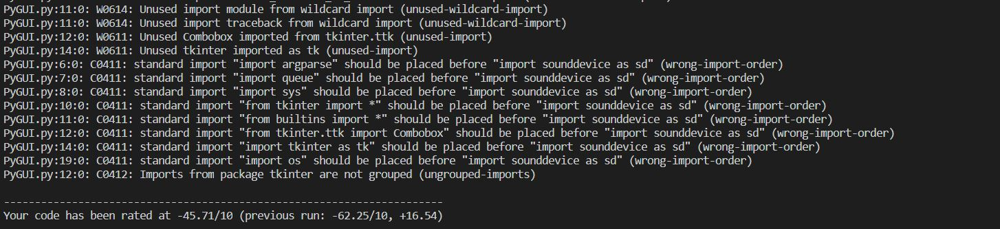 PyGUI.py:11:0: W0614: Unused import module from wildcard import (unused-wildcard-import)
PyGUI.py:11:0: W0614: Unused import traceback from wildcard import (unused-wildcard-import)
PyGUI.py:12:0: W0611: Unused Combobox imported from tkinter.ttk (unused-import)
PyGUI.py:14:0: W0611: Unused tkinter imported as tk (unused-import)
PyGUI.py:6:0: C0411: standard import "import argparse" should be placed before "import sounddevice as sd" (wrong-import-order)
PyGUI.py:7:0: C0411: standard import "import queue" should be placed before "import sounddevice as sd" (wrong-import-order)
PyGUI.py:8:0: C0411: standard import "import sys" should be placed before "import sounddevice as sd" (wrong-import-order)
PyGUI.py:10:0: C0411: standard import "from tkinter import *" should be placed before "import sounddevice as sd" (wrong-import-order)
PyGUI.py:11:0: C0411: standard import "from builtins import *" should be placed before "import sounddevice as sd" (wrong-import-order)
PyGUI.py:12:0: C0411: standard import "from tkinter.ttk import Combobox" should be placed before "import sounddevice as sd" (wrong-import-order)
PyGUI.py:14:0: C0411: standard import "import tkinter as tk" should be placed before "import sounddevice as sd" (wrong-import-order)
PyGUI.py:19:0: C0411: standard import "import os" should be placed before "import sounddevice as sd" (wrong-import-order)
PyGUI.py:12:0: C0412: Imports from package tkinter are not grouped (ungrouped-imports)
-----------------------------------------------------------------------
Your code has been rated at -45.71/10 (previous run: -62.25/10, +16.54)